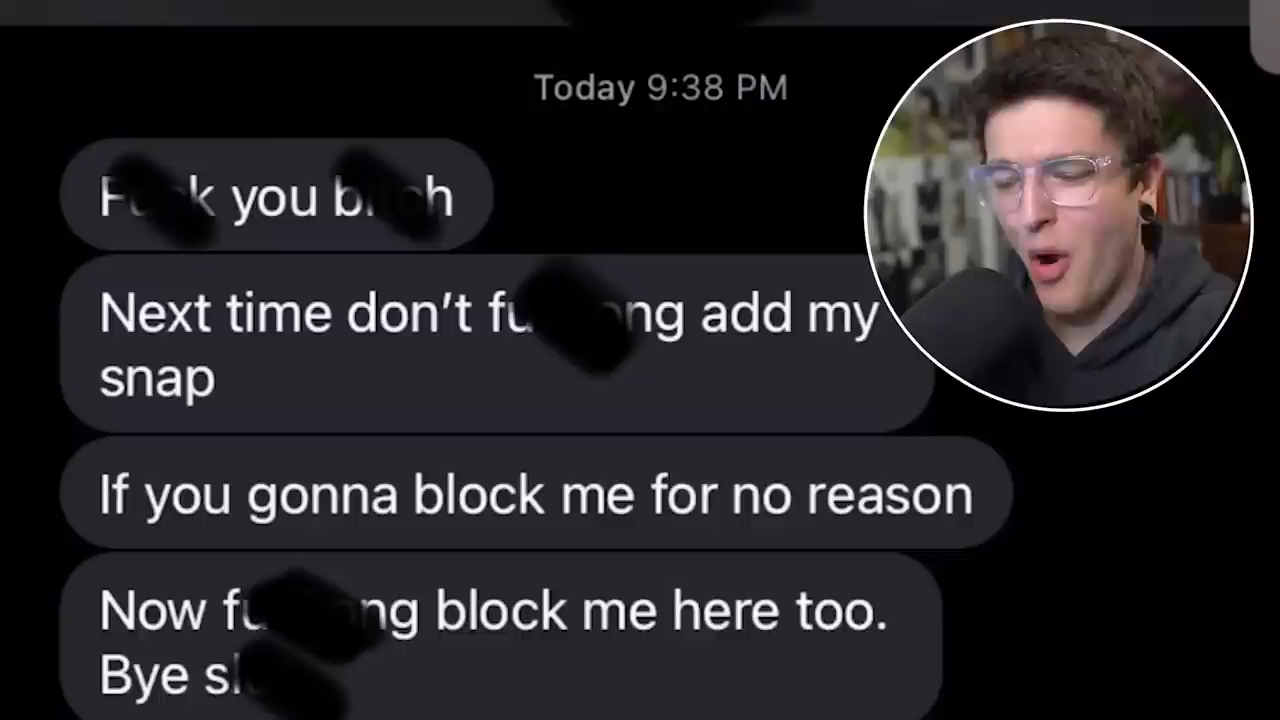 Today 9:38 PM
you
Next time don't add my
snap
If you gonna block me for no reason
Now block me here too.
Bye